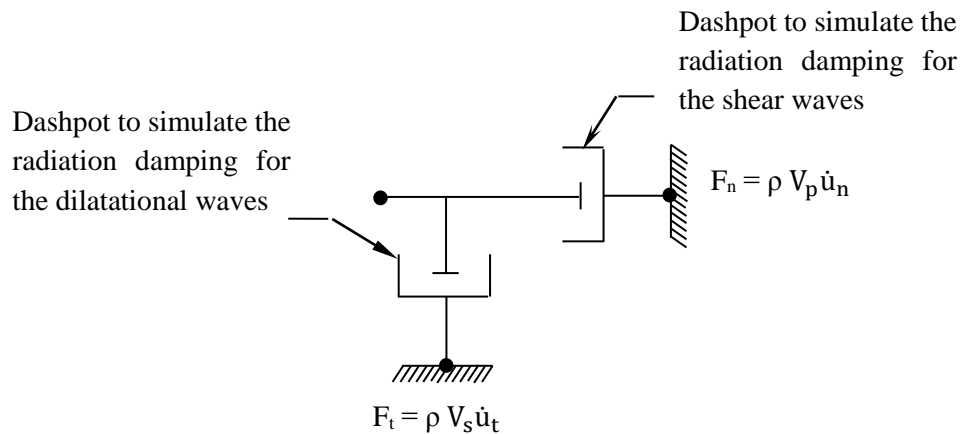 Dashpot to simulate the
radiation damping for
the shear waves
Dashpot to simulate the
radiation damping for
the dilatational waves
Fₙ = ρ Vₚu̇ₙ
Fₜ = ρ Vₛu̇ₜ